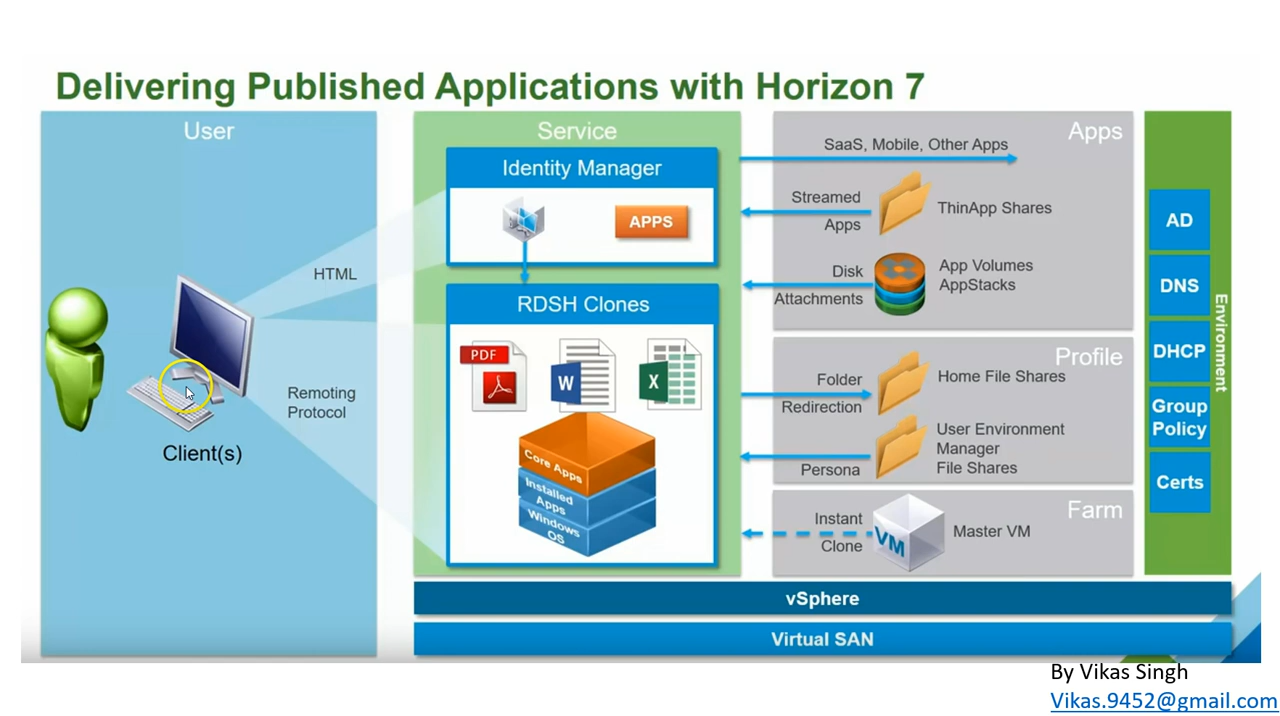 Delivering Published Applications with Horizon 7
User
HTML
Remoting
Protocol
Client(s)
Service
Identity Manager
APPS
RDSH Clones
PDF
W
X
Core Apps
Installed
Apps
Windows
OS
Apps
SaaS, Mobile, Other Apps
Streamed
Apps
ThinApp Shares
Disk
Attachments
App Volumes
AppStacks
Profile
Folder
Redirection
Home File Shares
Persona
User Environment
Manager
File Shares
Farm
Instant
Clone
VM
Master VM
AD
DNS
DHCP
Group
Policy
Certs
Environment
vSphere
Virtual SAN
By Vikas Singh
Vikas.9452@gmail.com